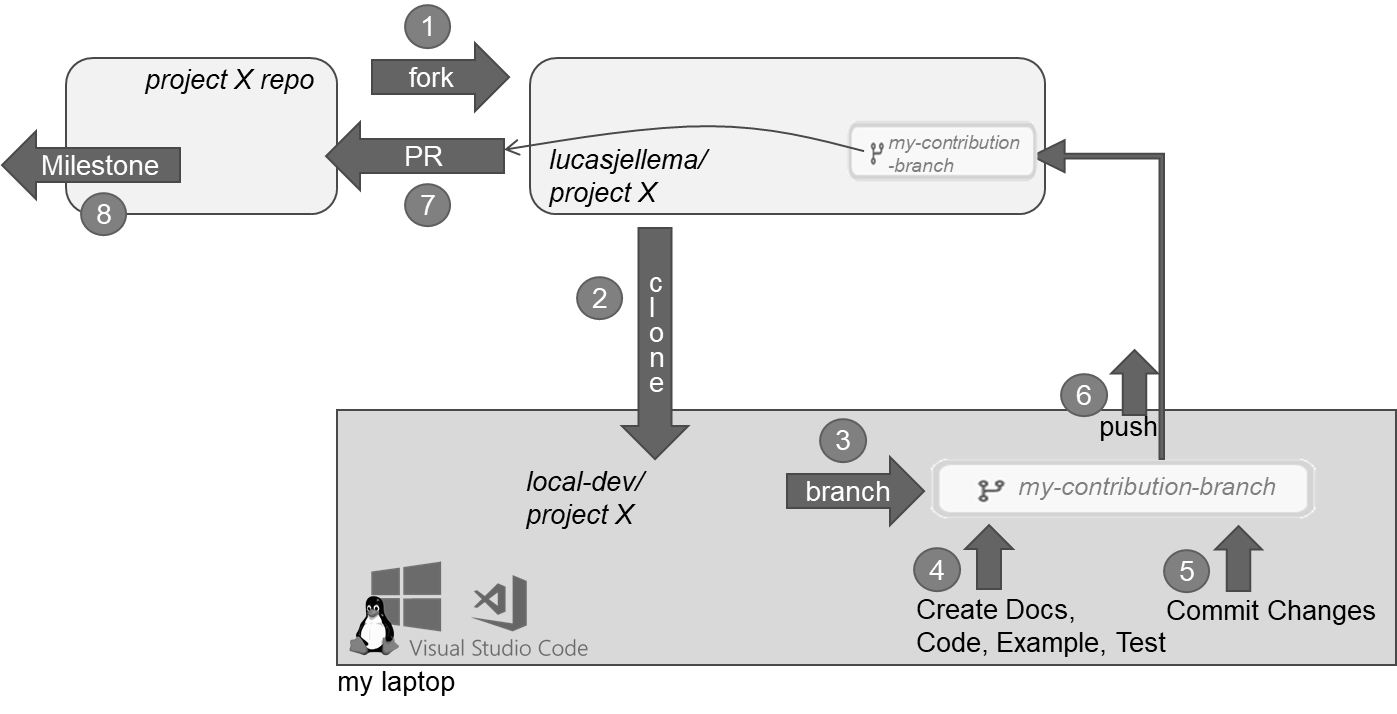 1
fork
project X repo
Milestone
8
PR
7
lucasjellema/
project X
my-contribution
-branch
2
clone
6
push
3
branch
my-contribution-branch
local-dev/
project X
4
Create Docs,
Code, Example, Test
5
Commit Changes
Visual Studio Code
my laptop